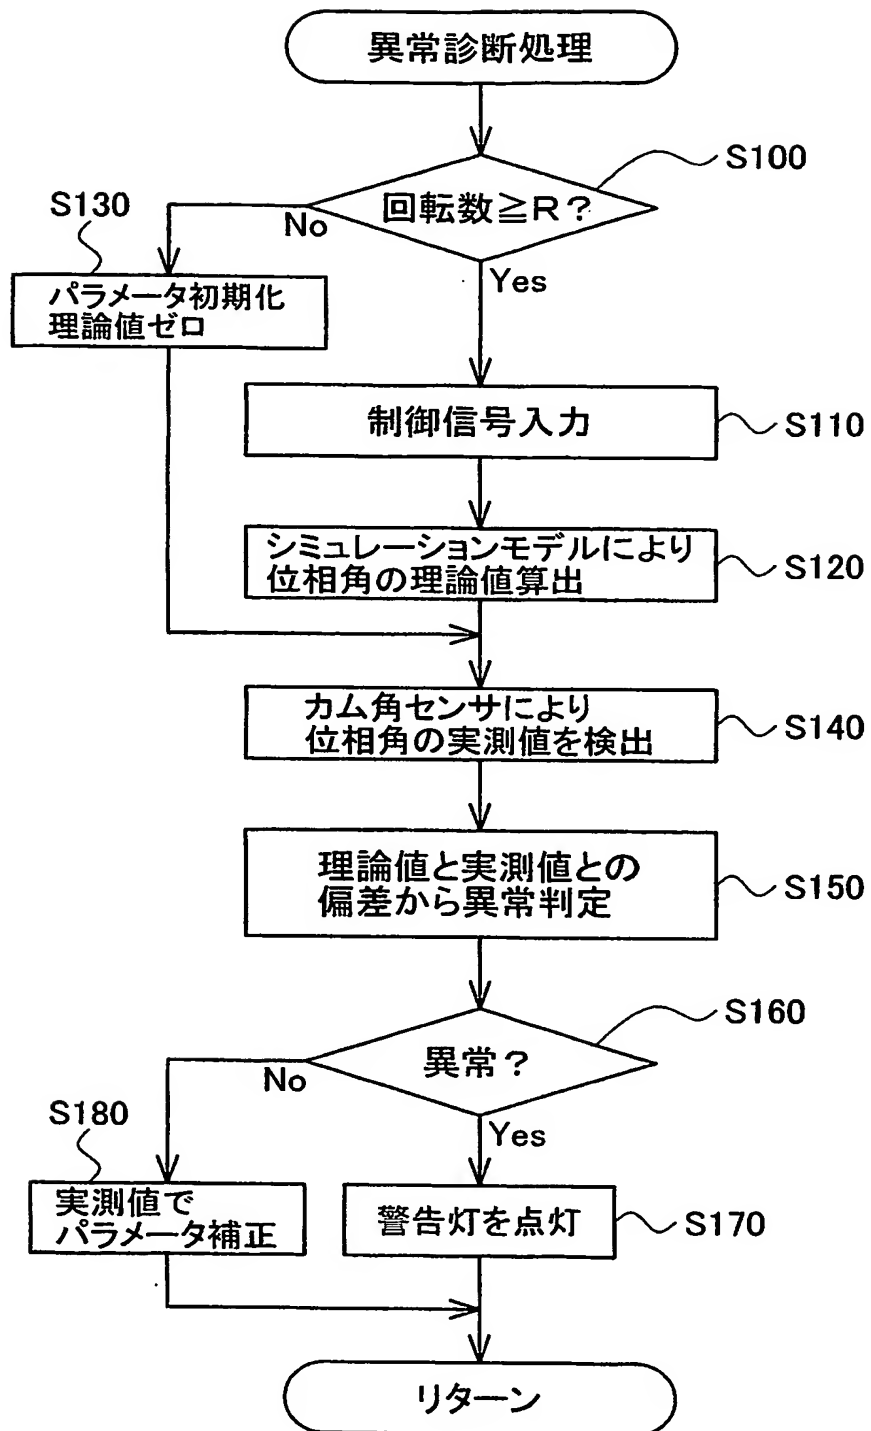 異常診断処理
S100
回転数≧R?
No
Yes
S130
パラメータ初期化
理論値ゼロ
制御信号入力
S110
シミュレーションモデルにより
位相角の理論値算出
S120
カム角センサにより
位相角の実測値を検出
S140
理論値と実測値との
偏差から異常判定
S150
S160
異常?
No
Yes
S180
実測値で
パラメータ補正
警告灯を点灯
S170
リターン